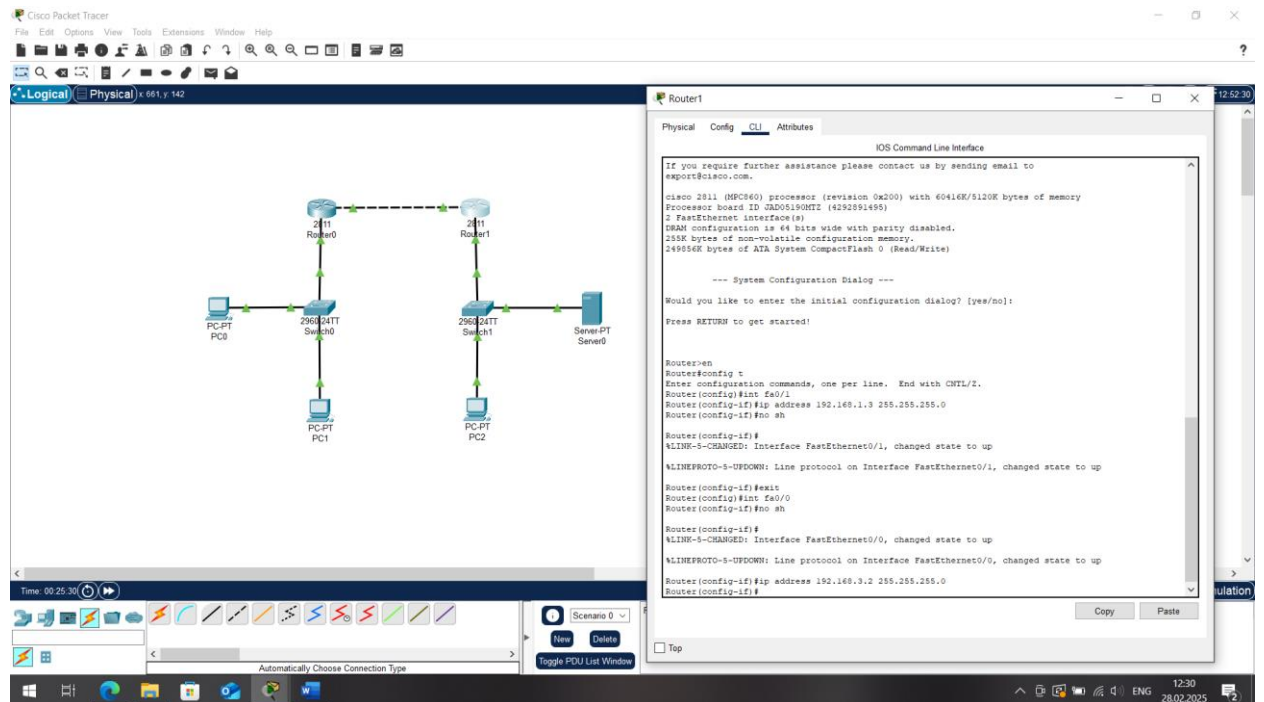 Cisco Packet Tracer
File Edit Options View Tools Extensions Window Help
?
Logical Physical x: 661, y: 142
12:52:30
2811
Router0
2811
Router1
PC-PT
PC0
2960-24TT
Switch0
2960-24TT
Switch1
Server-PT
Server0
PC-PT
PC1
PC-PT
PC2
Router1
Physical Config CLI Attributes
IOS Command Line Interface
If you require further assistance please contact us by sending email to
export@cisco.com.
cisco 2811 (MPC860) processor (revision 0x200) with 60416K/5120K bytes of memory
Processor board ID JAD05190MTZ (4292891495)
2 FastEthernet interface(s)
DRAM configuration is 64 bits wide with parity disabled.
255K bytes of non-volatile configuration memory.
249856K bytes of ATA System CompactFlash 0 (Read/Write)
--- System Configuration Dialog ---
Would you like to enter the initial configuration dialog? [yes/no]:
Press RETURN to get started!
Router>en
Router#config t
Enter configuration commands, one per line. End with CNTL/Z.
Router(config)#int fa0/1
Router(config-if)#ip address 192.168.1.3 255.255.255.0
Router(config-if)#no sh
Router(config-if)#
%LINK-5-CHANGED: Interface FastEthernet0/1, changed state to up
%LINEPROTO-5-UPDOWN: Line protocol on Interface FastEthernet0/1, changed state to up
Router(config-if)#exit
Router(config)#int fa0/0
Router(config-if)#no sh
Router(config-if)#
%LINK-5-CHANGED: Interface FastEthernet0/0, changed state to up
%LINEPROTO-5-UPDOWN: Line protocol on Interface FastEthernet0/0, changed state to up
Router(config-if)#ip address 192.168.3.2 255.255.255.0
Router(config-if)#
Copy Paste
Top
Time: 00:25:30
ulation
Scenario 0
New Delete
Toggle PDU List Window
Automatically Choose Connection Type
ENG
12:30
28.02.2025
2